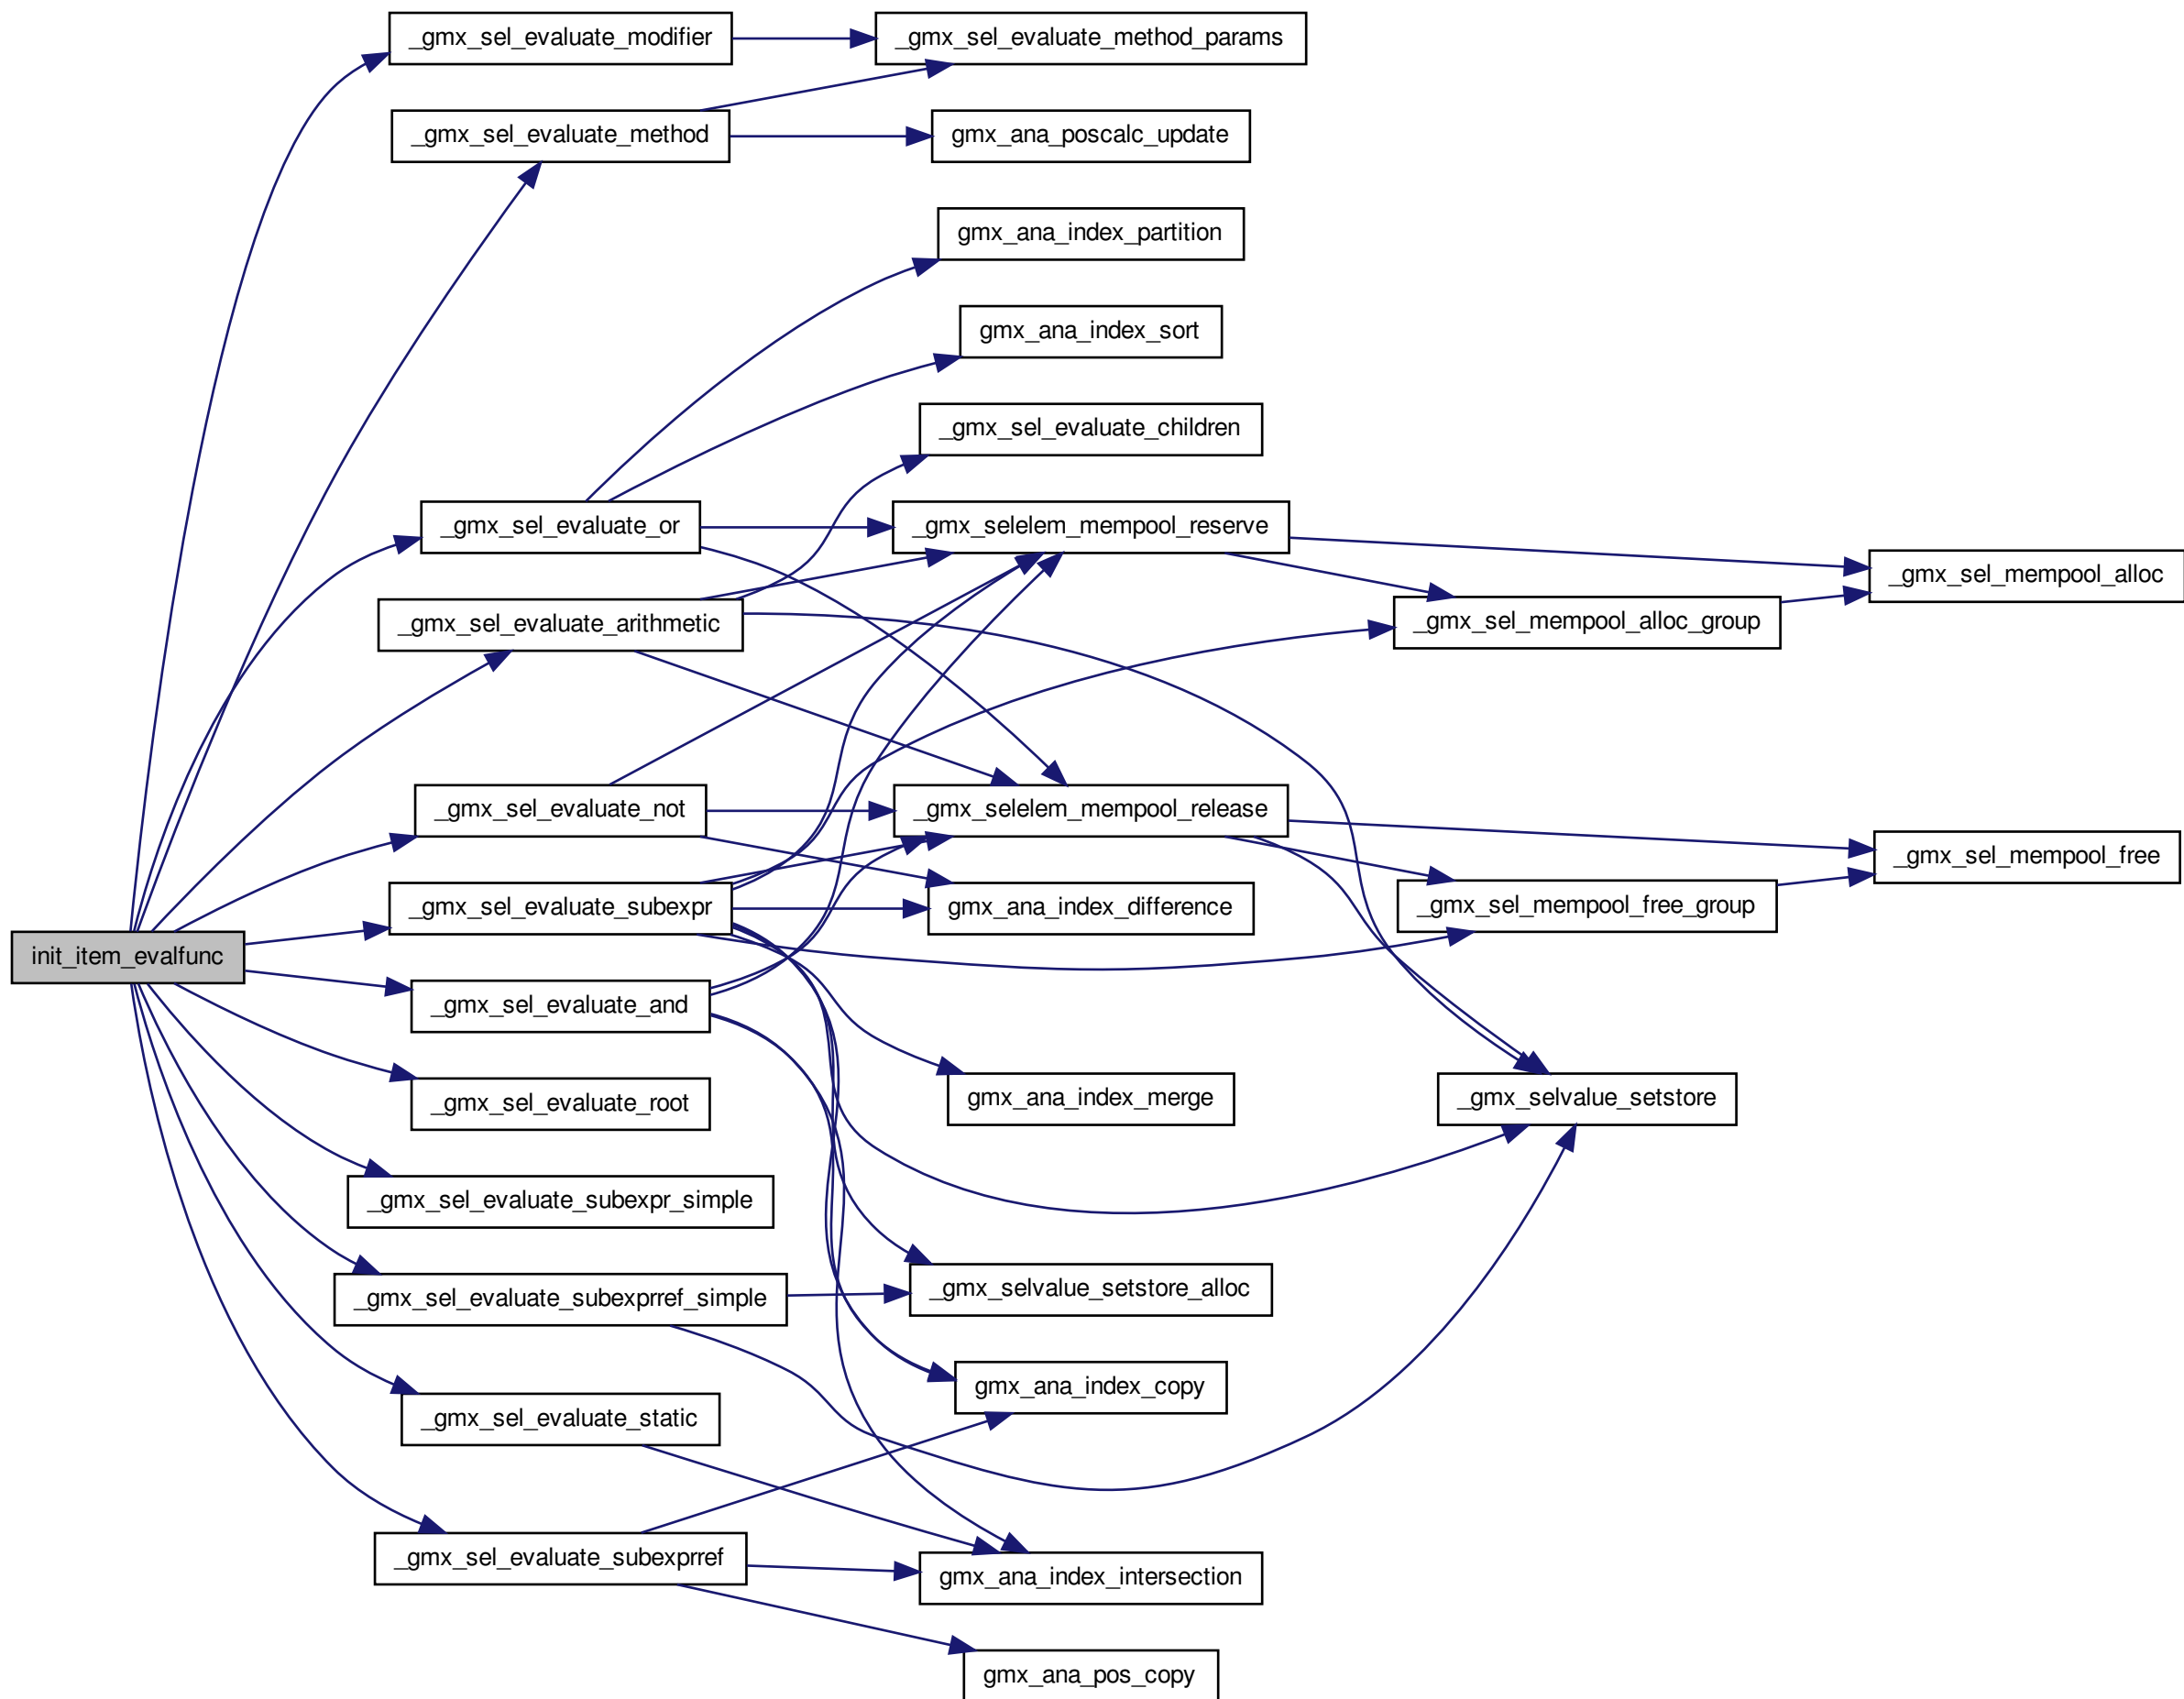 _gmx_sel_evaluate_modifier
_gmx_sel_evaluate_method_params
_gmx_sel_evaluate_method
gmx_ana_poscalc_update
gmx_ana_index_partition
gmx_ana_index_sort
_gmx_sel_evaluate_children
_gmx_sel_evaluate_or
_gmx_selelem_mempool_reserve
_gmx_sel_mempool_alloc
_gmx_sel_evaluate_arithmetic
_gmx_sel_mempool_alloc_group
_gmx_sel_evaluate_not
_gmx_selelem_mempool_release
_gmx_sel_mempool_free
_gmx_sel_evaluate_subexpr
gmx_ana_index_difference
_gmx_sel_mempool_free_group
init_item_evalfunc
_gmx_sel_evaluate_and
_gmx_sel_evaluate_root
gmx_ana_index_merge
_gmx_selvalue_setstore
_gmx_sel_evaluate_subexpr_simple
_gmx_sel_evaluate_subexprref_simple
_gmx_selvalue_setstore_alloc
gmx_ana_index_copy
_gmx_sel_evaluate_static
_gmx_sel_evaluate_subexprref
gmx_ana_index_intersection
gmx_ana_pos_copy